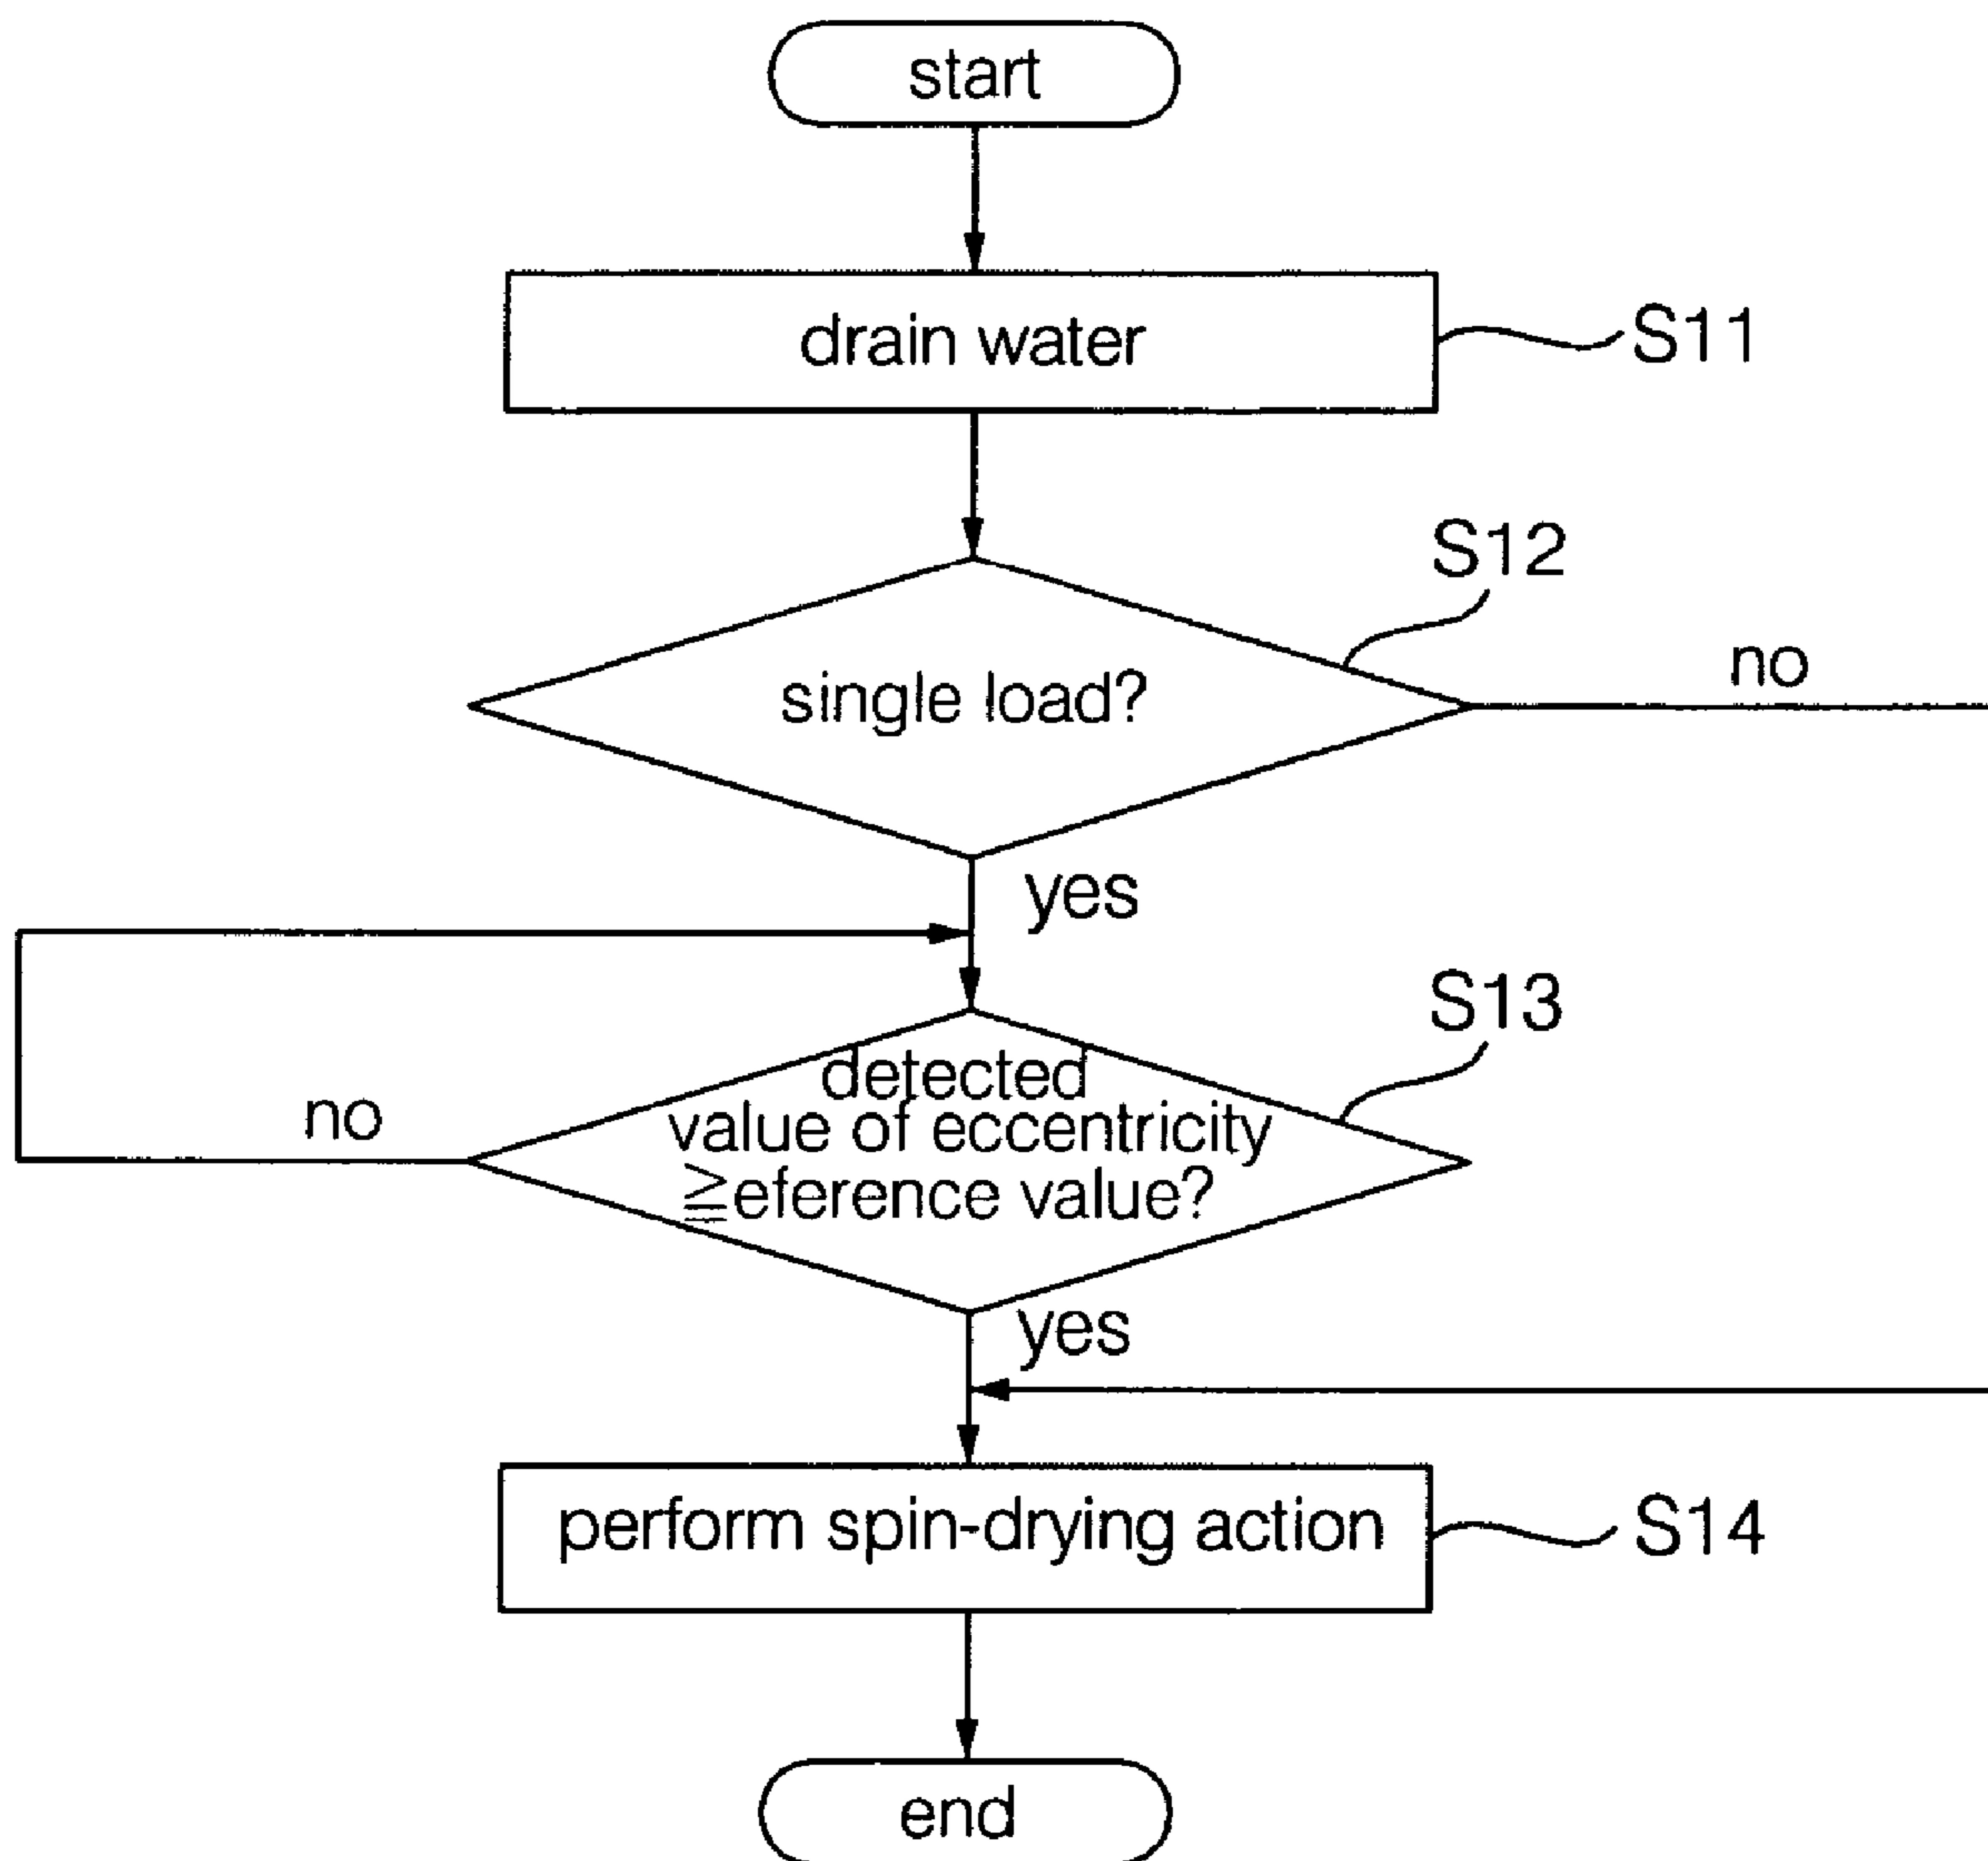 start
drain water
S11
S12
single load?
no
yes
S13
detected
value of eccentricity
≧eference value?
no
yes
perform spin-drying action
S14
end